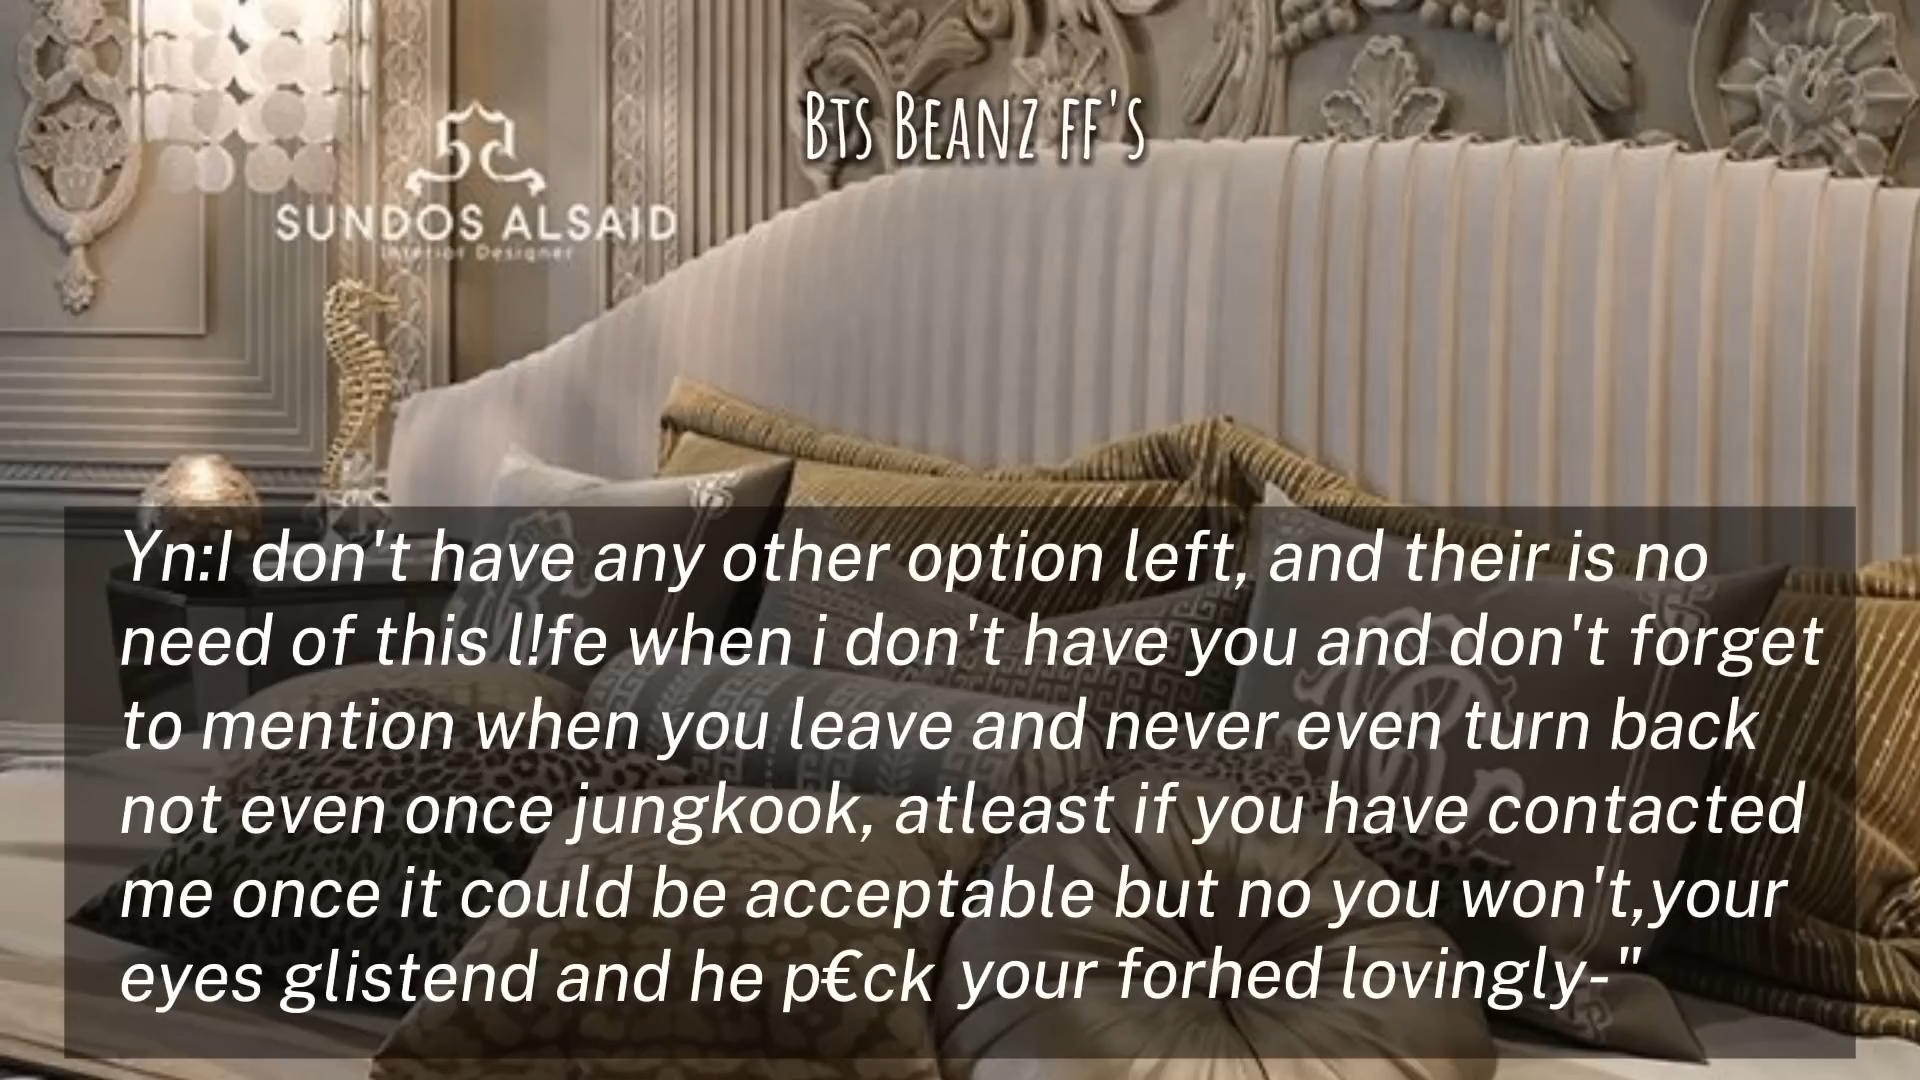 Bts Beanz ff's
SUNDOS ALSAID
Interior Designer
Yn:I don't have any other option left, and their is no
need of this l!fe when i don't have you and don't forget
to mention when you leave and never even turn back
not even once jungkook, atleast if you have contacted
me once it could be acceptable but no you won't,your
eyes glistend and he p€ck your forhed lovingly-"